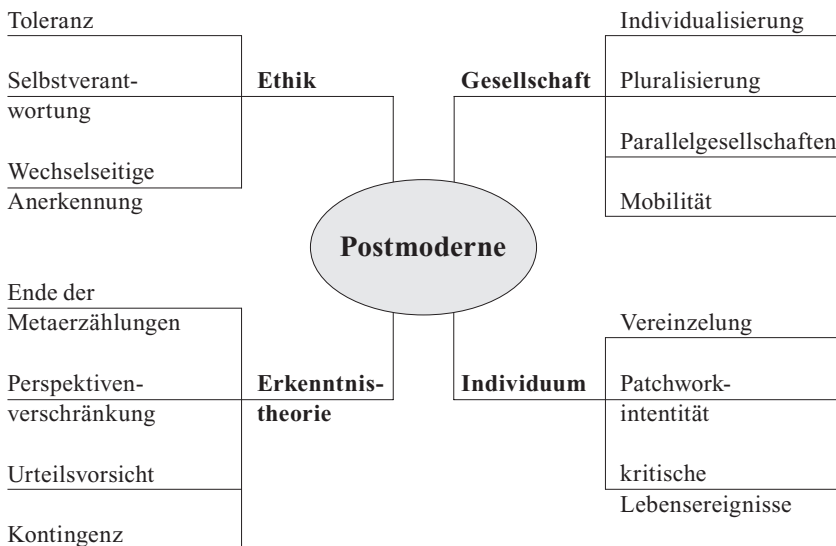 Toleranz
Selbstverant-
wortung
Wechselseitige
Anerkennung
Ethik
Gesellschaft
Individualisierung
Pluralisierung
Parallelgesellschaften
Mobilität
Postmoderne
Ende der
Metaerzählungen
Perspektiven-
verschränkung
Urteilsvorsicht
Kontingenz
Erkenntnis-
theorie
Individuum
Vereinzelung
Patchwork-
intentität
kritische
Lebensereignisse